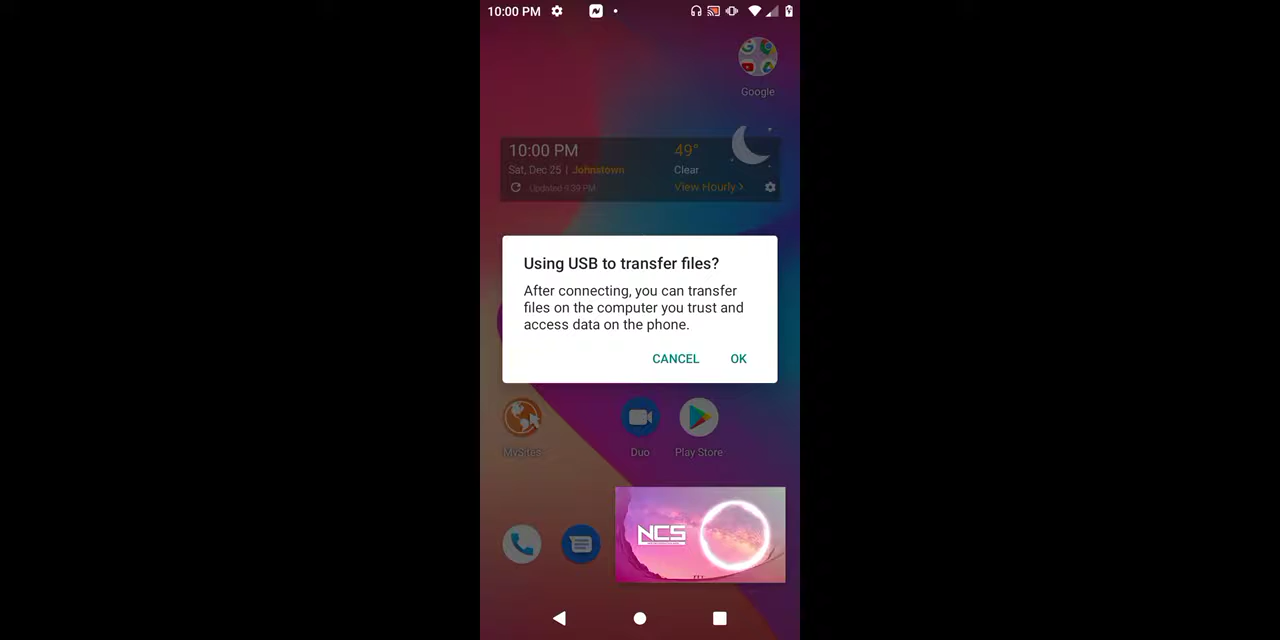 10:00 PM
Google
10:00 PM
49°
Sat, Dec 25 | Johnstown
Clear
Updated 9:39 PM
View Hourly >
Using USB to transfer files?
After connecting, you can transfer
files on the computer you trust and
access data on the phone.
CANCEL
OK
MySites
Duo
Play Store
NCS